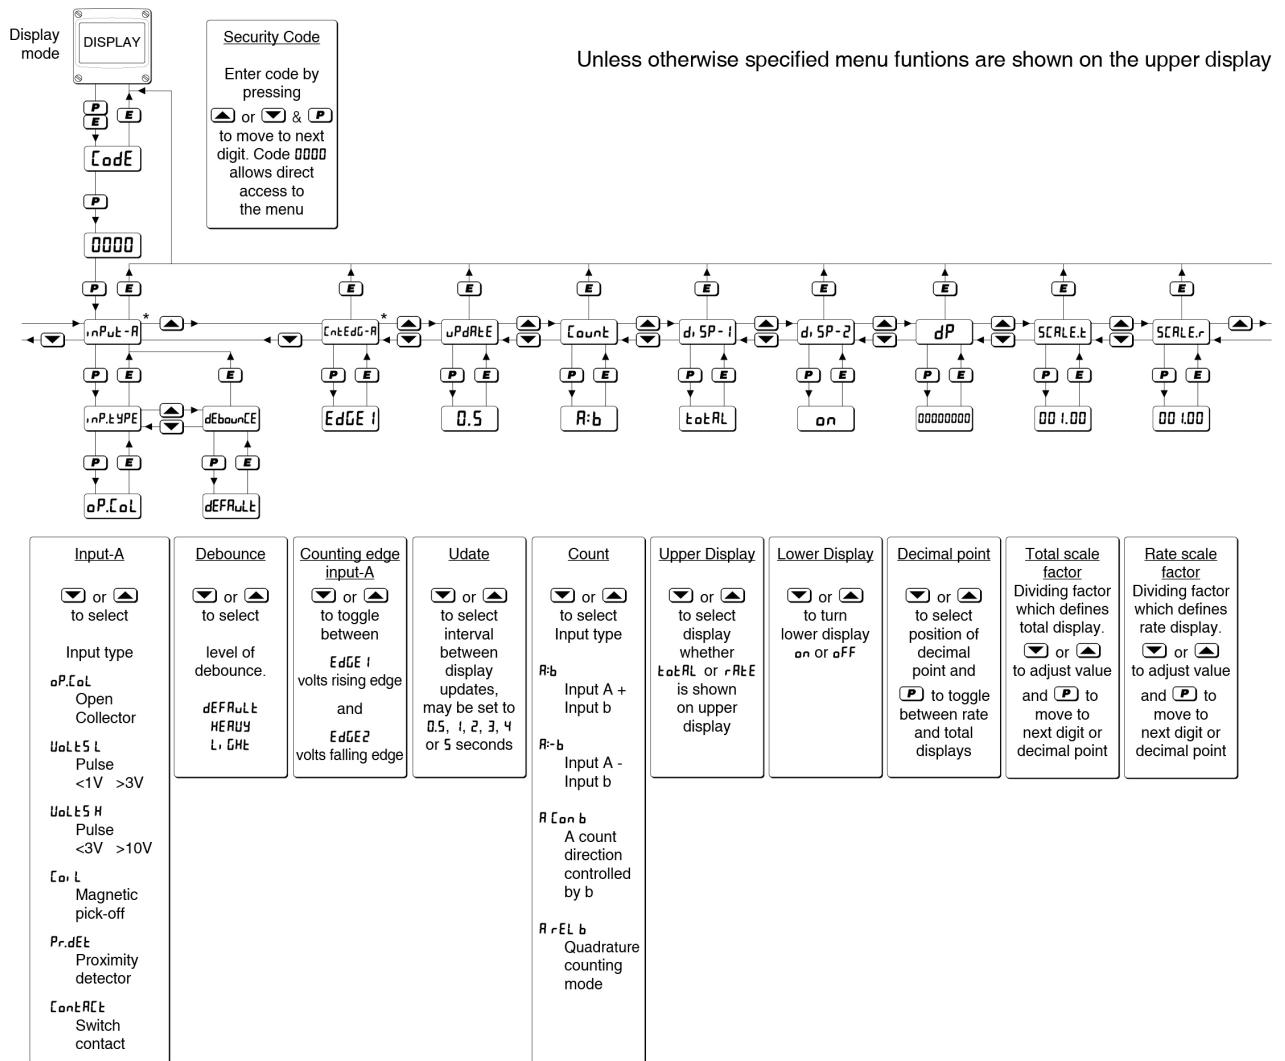 Display
mode
DISPLAY
Security Code
Enter code by
pressing
or & P
to move to next
digit. Code 0000
allows direct
access to
the menu
Unless otherwise specified menu funtions are shown on the upper display
P
E
E
CodE
P
0000
P E E E E E E E E E
inPut-A * CntEdG-A * uPdAtE Count diSP-1 diSP-2 dP SCALE.t SCALE.r
P E E P E P E P E P E P E P E P E P E
inP.tYPE dEbounCE EdGE 1 0.5 A:b totAL on 00000000 001.00 001.00
P E P E
oP.CoL dEFAuLt
Input-A
or
to select
Input type
oP.CoL
Open
Collector
VoLtS L
Pulse
<1V >3V
VoLtS H
Pulse
<3V >10V
CoiL
Magnetic
pick-off
Pr.dEt
Proximity
detector
ContACt
Switch
contact
Debounce
or
to select
level of
debounce.
dEFAuLt
HEAVY
LiGHt
Counting edge
input-A
or
to toggle
between
EdGE 1
volts rising edge
and
EdGE2
volts falling edge
Udate
or
to select
interval
between
display
updates,
may be set to
0.5, 1, 2, 3, 4
or 5 seconds
Count
or
to select
Input type
A:b
Input A +
Input b
A:-b
Input A -
Input b
A Con b
A count
direction
controlled
by b
A rEL b
Quadrature
counting
mode
Upper Display
or
to select
display
whether
totAL or rAtE
is shown
on upper
display
Lower Display
or
to turn
lower display
on or oFF
Decimal point
or
to select
position of
decimal
point and
P to toggle
between rate
and total
displays
Total scale
factor
Dividing factor
which defines
total display.
or
to adjust value
and P to
move to
next digit or
decimal point
Rate scale
factor
Dividing factor
which defines
rate display.
or
to adjust value
and P to
move to
next digit or
decimal point